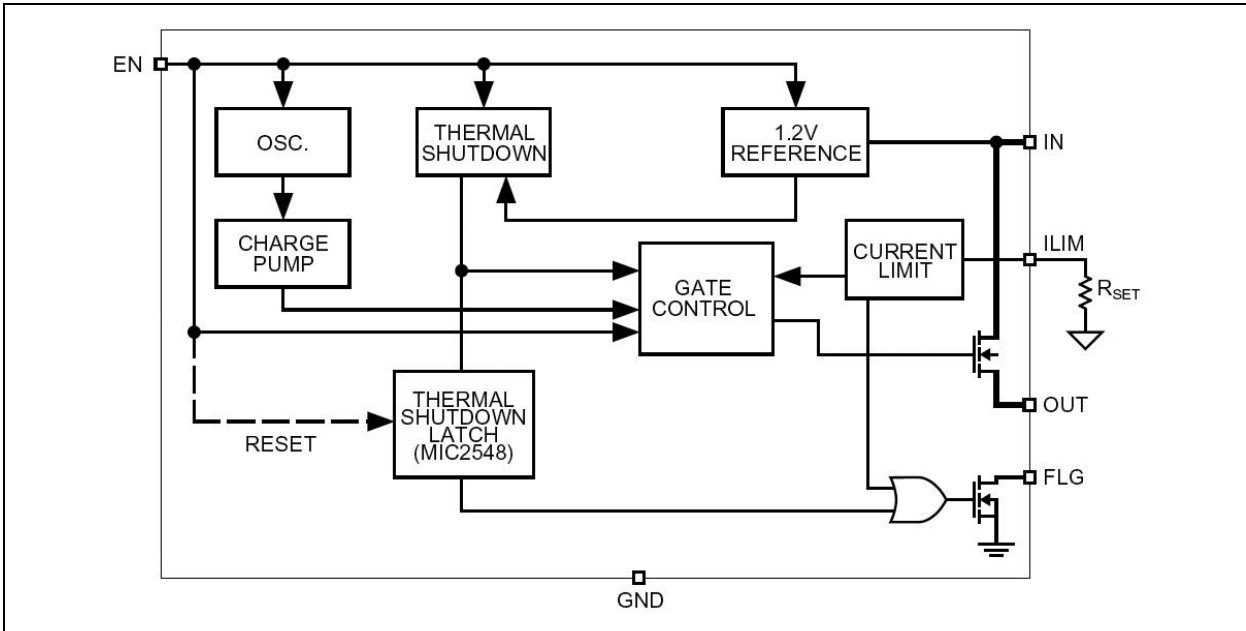 EN
OSC.
THERMAL
SHUTDOWN
1.2V
REFERENCE
IN
CHARGE
PUMP
GATE
CONTROL
CURRENT
LIMIT
ILIM
RSET
THERMAL
SHUTDOWN
LATCH
(MIC2548)
RESET
OUT
FLG
GND